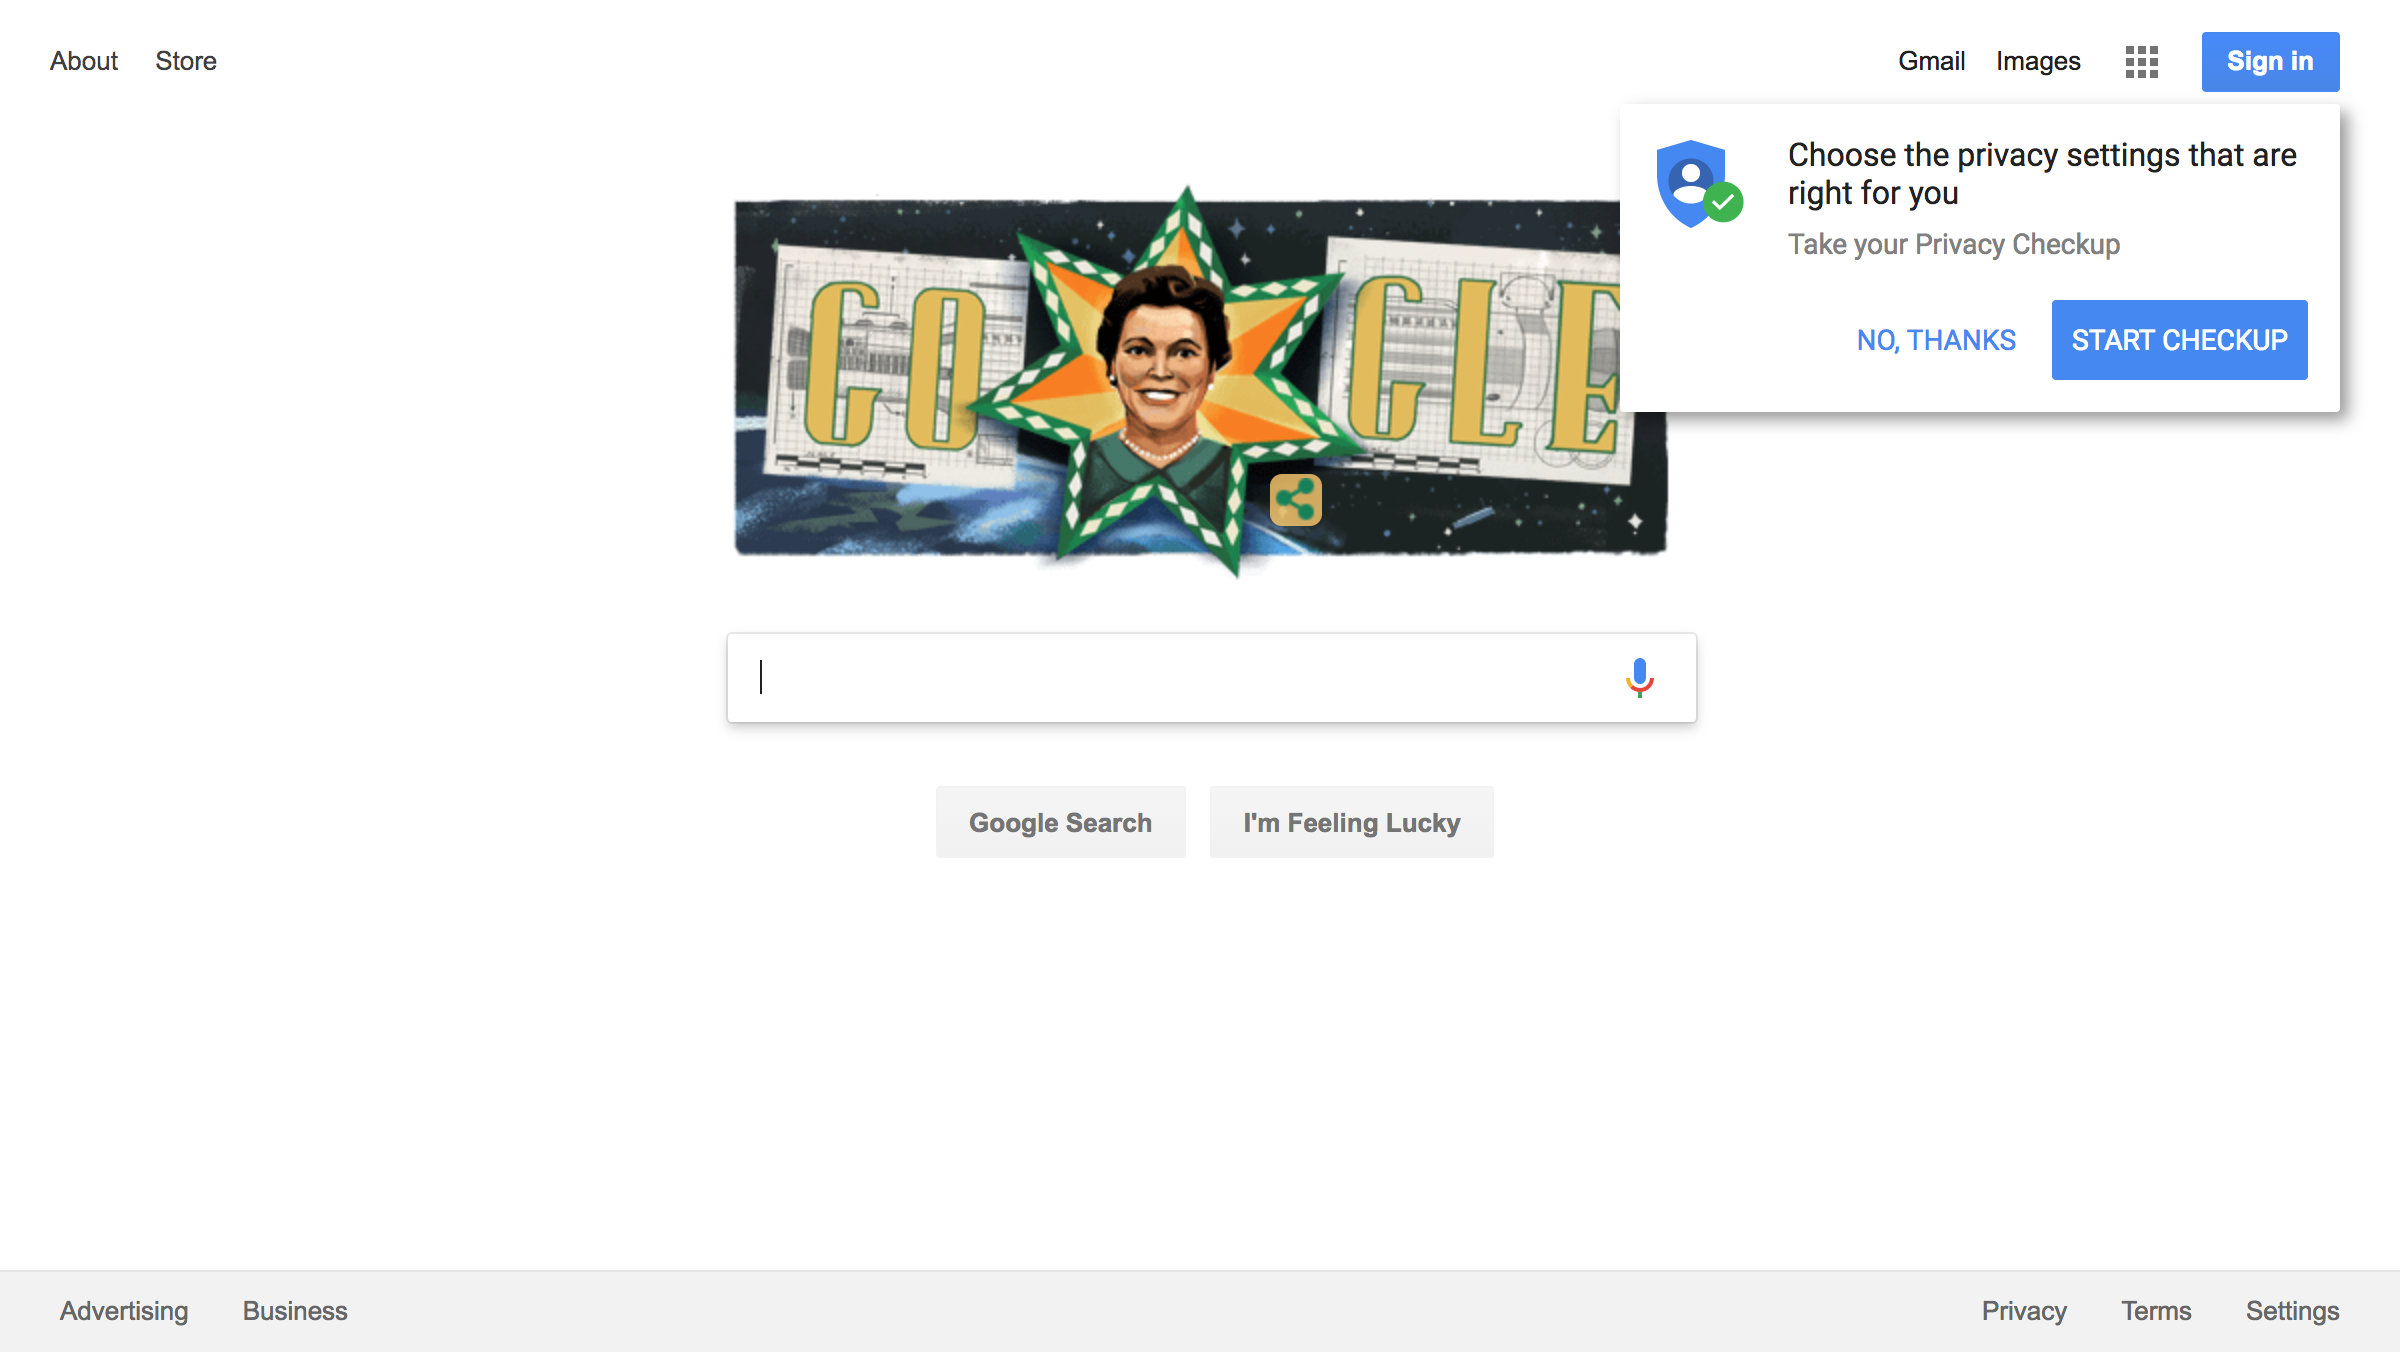 About Store
Gmail Images Sign in
Choose the privacy settings that are
right for you
Take your Privacy Checkup
NO, THANKS START CHECKUP
GO GLE
Google Search I'm Feeling Lucky
Advertising Business
Privacy Terms Settings